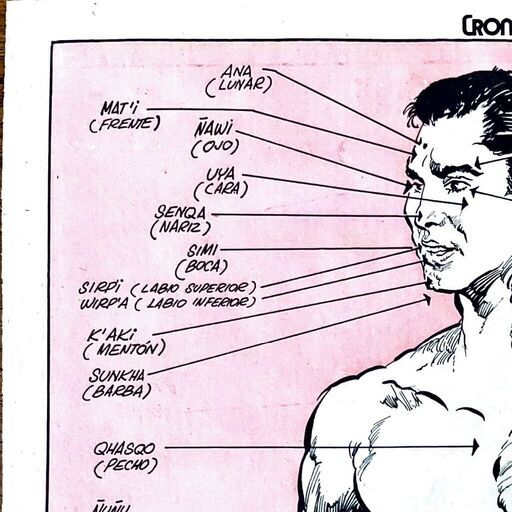 CRON
ANA
(LUNAR)
MAT'i
(FRENTE)
ÑAWi
(OJO)
UYA
(CARA)
SENQA
(NARIZ)
SIMI
(BOCA)
SIRPi (LABIO SUPERIOR)
WIRP'A (LABIO INFERIOR)
K'AKi
(MENTÓN)
SUNKHA
(BARBA)
QHASQO
(PECHO)
ÑUÑU